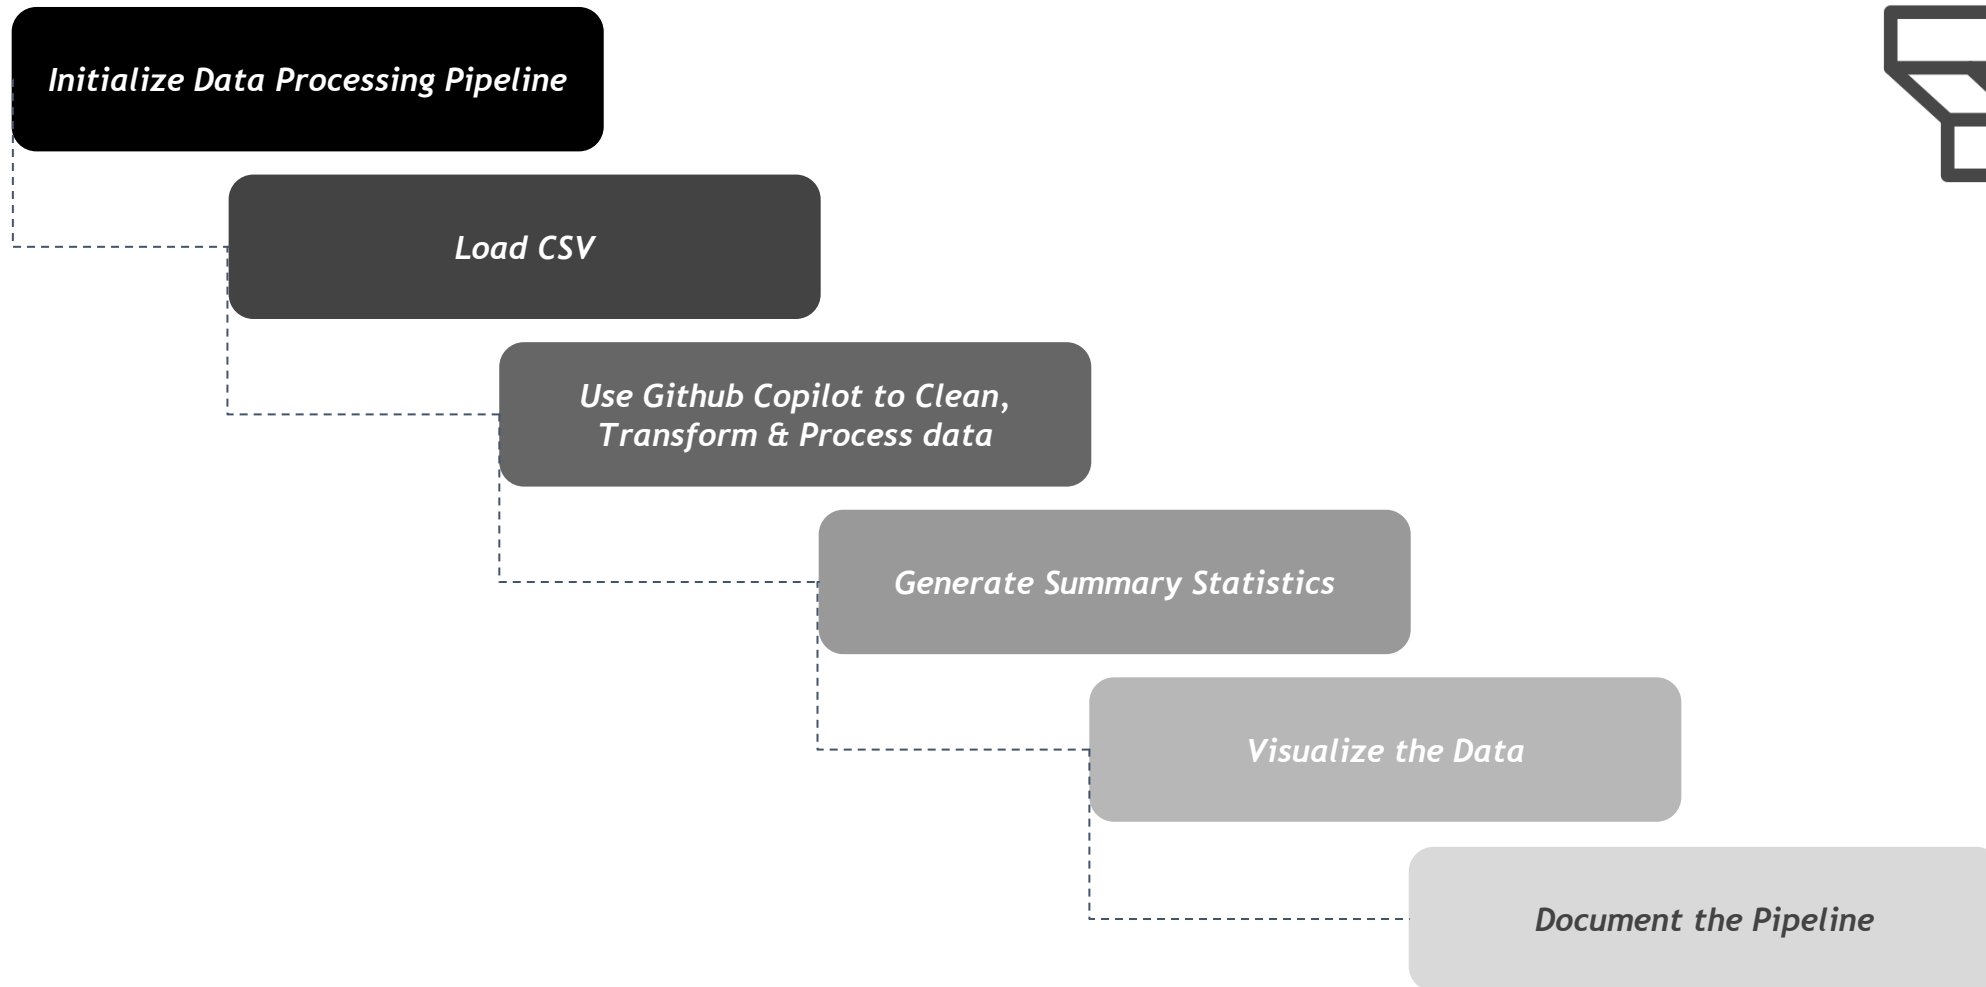 Initialize Data Processing Pipeline
Load CSV
Use Github Copilot to Clean,
Transform & Process data
Generate Summary Statistics
Visualize the Data
Document the Pipeline